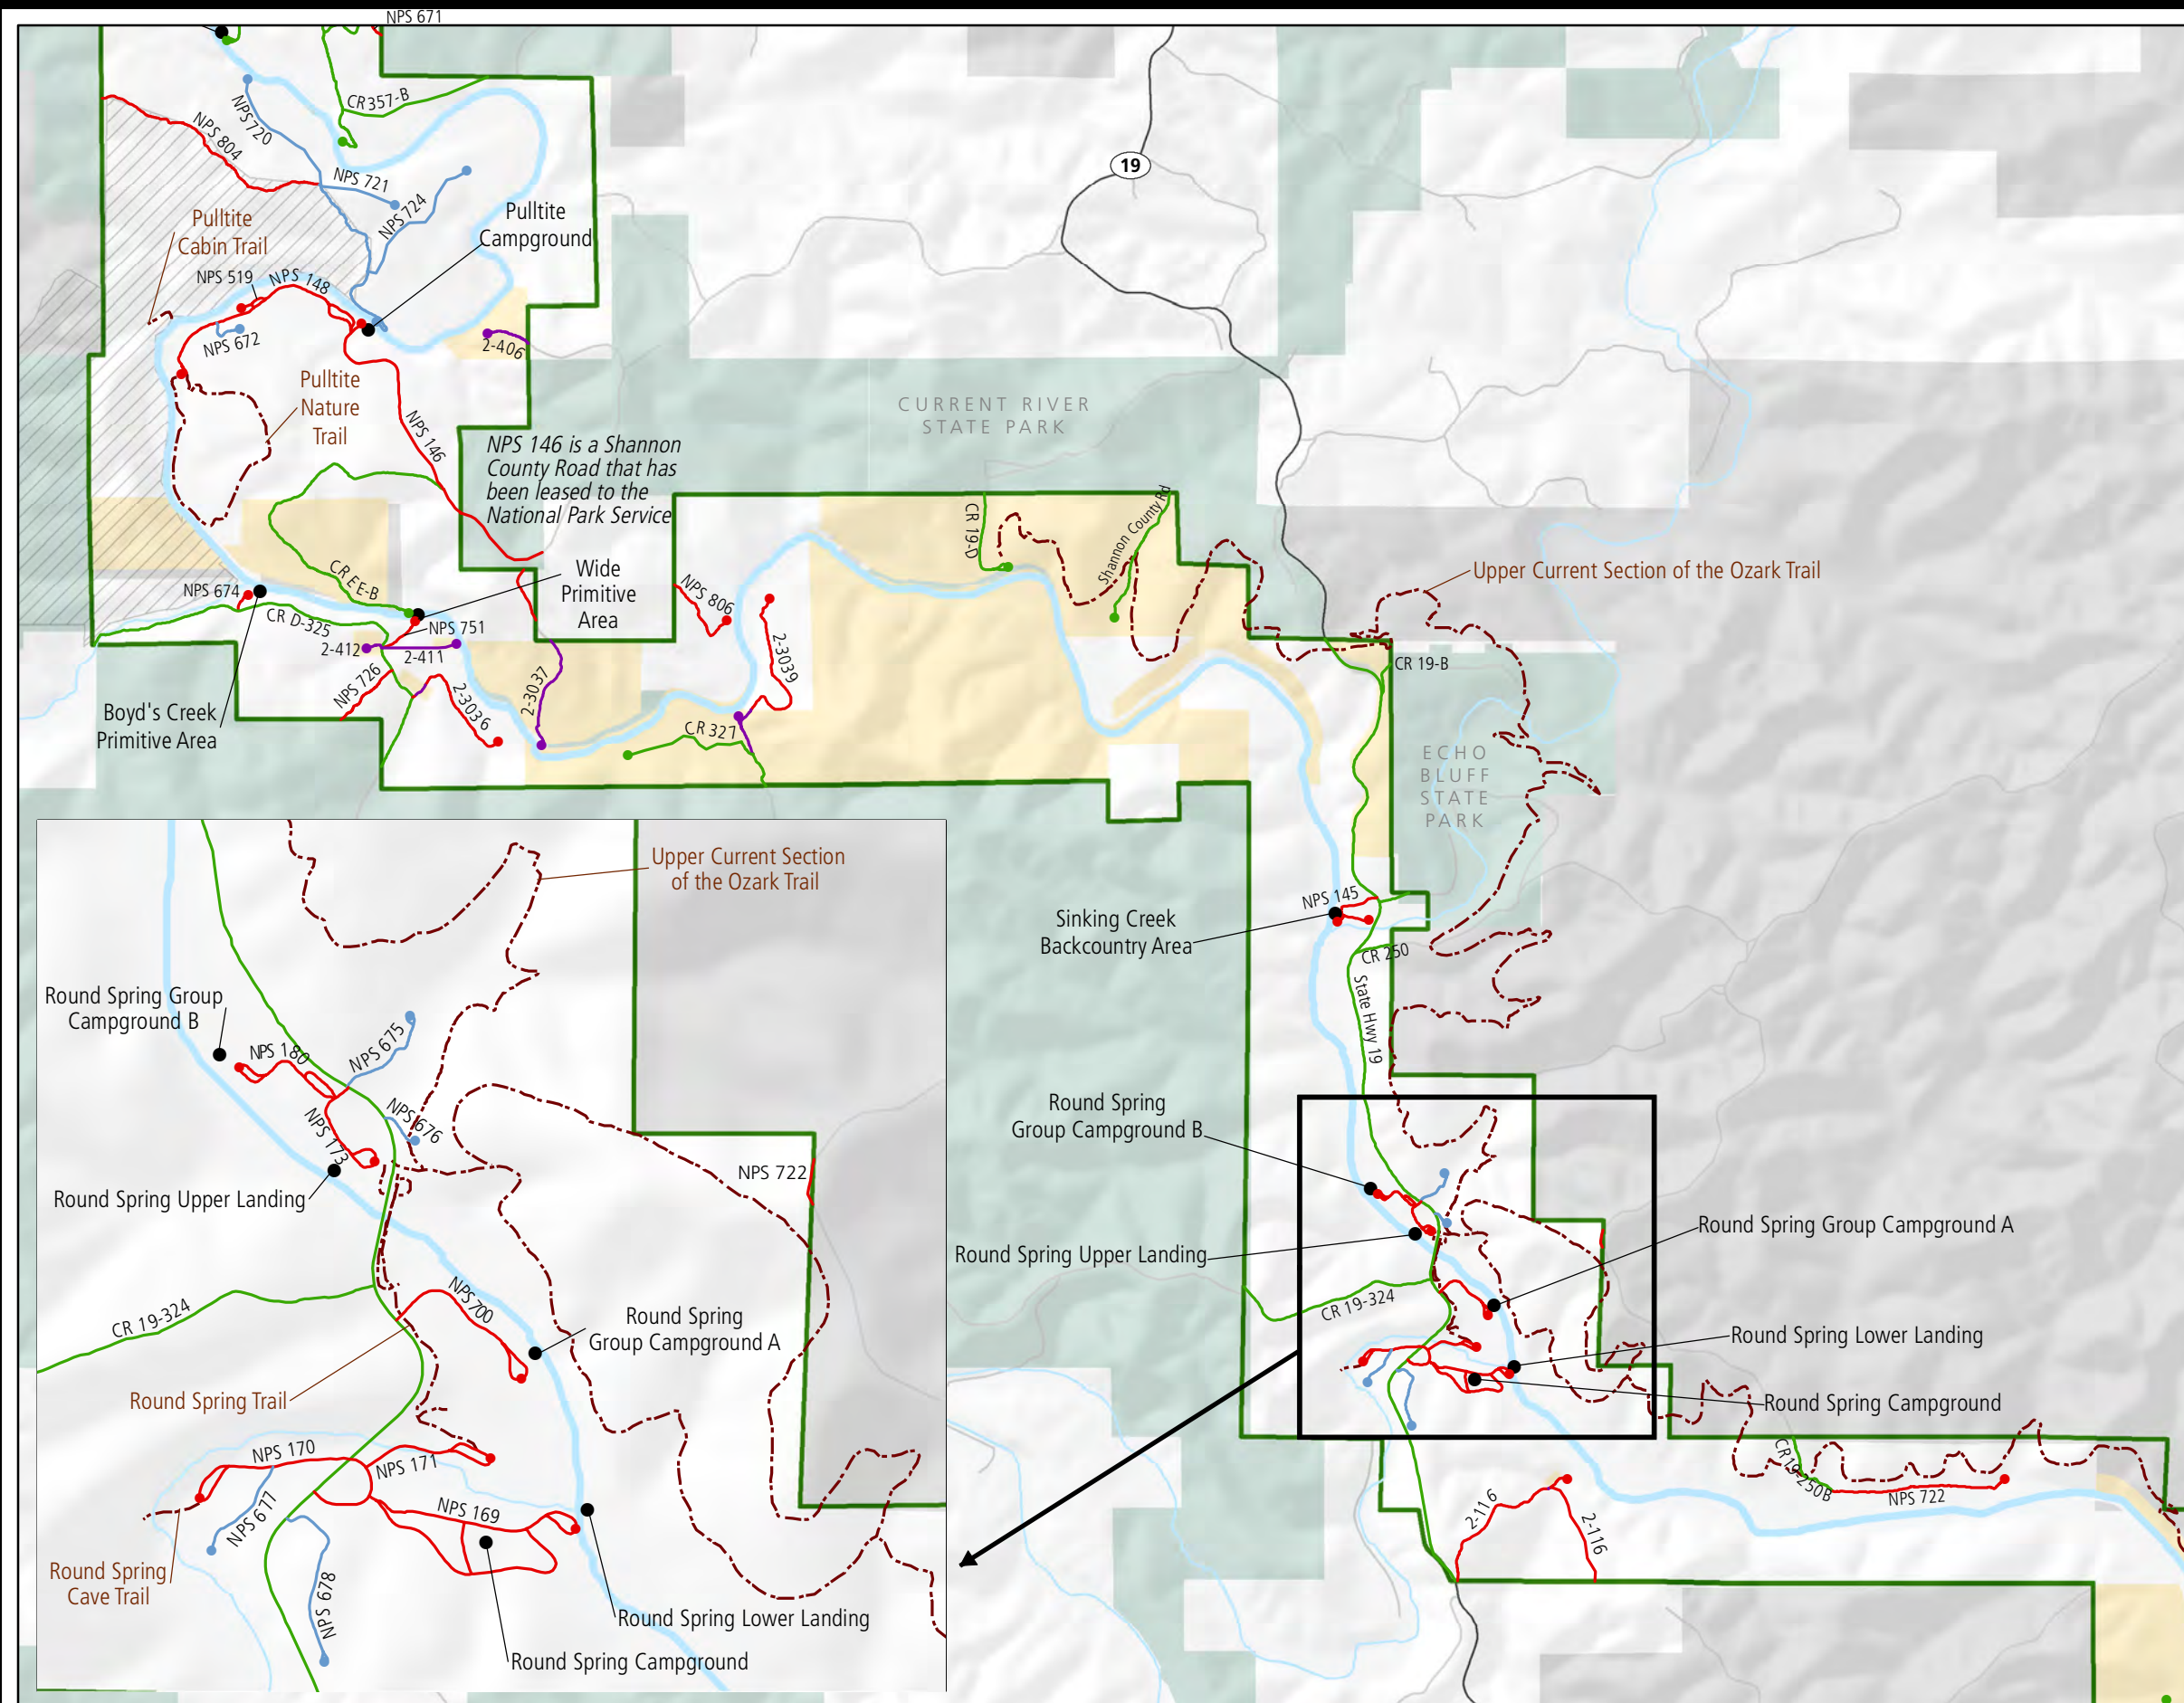 NPS 671
CR357-B
NPS 720
NPS 804
19
NPS 721
NPS 724
Pulltite
Campground
Pulltite
Cabin Trail
NPS 519
NPS 148
NPS 672
2-406
Pulltite
Nature
Trail
NPS 146
NPS 146 is a Shannon
County Road that has
been leased to the
National Park Service
CURRENT RIVER
STATE PARK
CR 19-D
Shannon County Rd
Upper Current Section of the Ozark Trail
Wide
Primitive
Area
CR EE-B
NPS 674
CR D-325
NPS 751
NPS 806
2-412
2-411
2-3039
CR 19-B
NPS 726
2-3036
2-3037
CR 327
Boyd's Creek
Primitive Area
ECHO
BLUFF
STATE
PARK
Upper Current Section
of the Ozark Trail
NPS 145
Sinking Creek
Backcountry Area
CR 250
State Hwy 19
Round Spring Group
Campground B
NPS 180
NPS 675
NPS 676
NPS 173
Round Spring Upper Landing
NPS 722
CR 19-324
NPS700
Round Spring
Group Campground A
Round Spring Trail
NPS 170
NPS 171
NPS 169
NPS 677
NPS 678
Round Spring
Cave Trail
Round Spring Lower Landing
Round Spring Campground
Round Spring
Group Campground B
Round Spring Upper Landing
Round Spring Group Campground A
CR 19-324
Round Spring Lower Landing
Round Spring Campground
CR19-250B
NPS 722
2-116
2-116